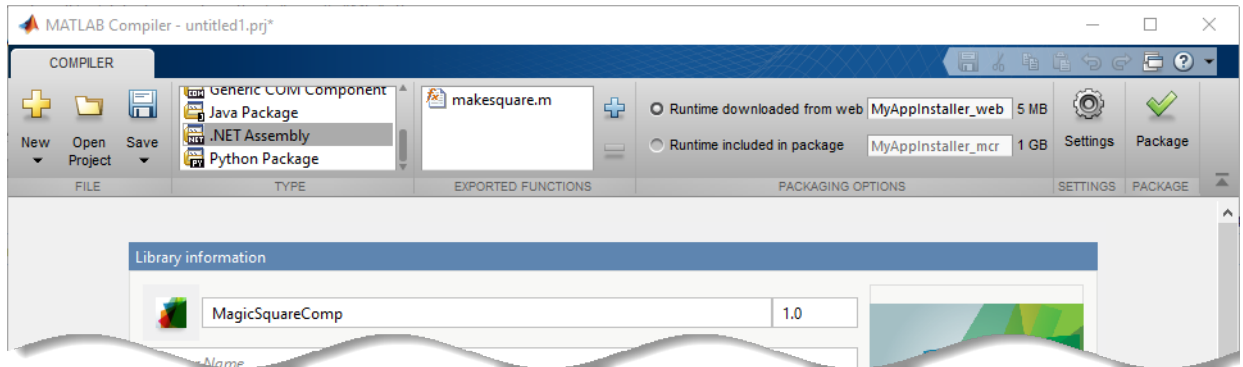 MATLAB Compiler - untitled1.prj*
COMPILER
New
Open Project
Save
FILE
Generic COM Component
Java Package
.NET Assembly
Python Package
TYPE
makesquare.m
EXPORTED FUNCTIONS
Runtime downloaded from web MyAppInstaller_web 5 MB
Runtime included in package MyAppInstaller_mcr 1 GB
PACKAGING OPTIONS
Settings
SETTINGS
Package
PACKAGE
Library information
MagicSquareComp 1.0
Name